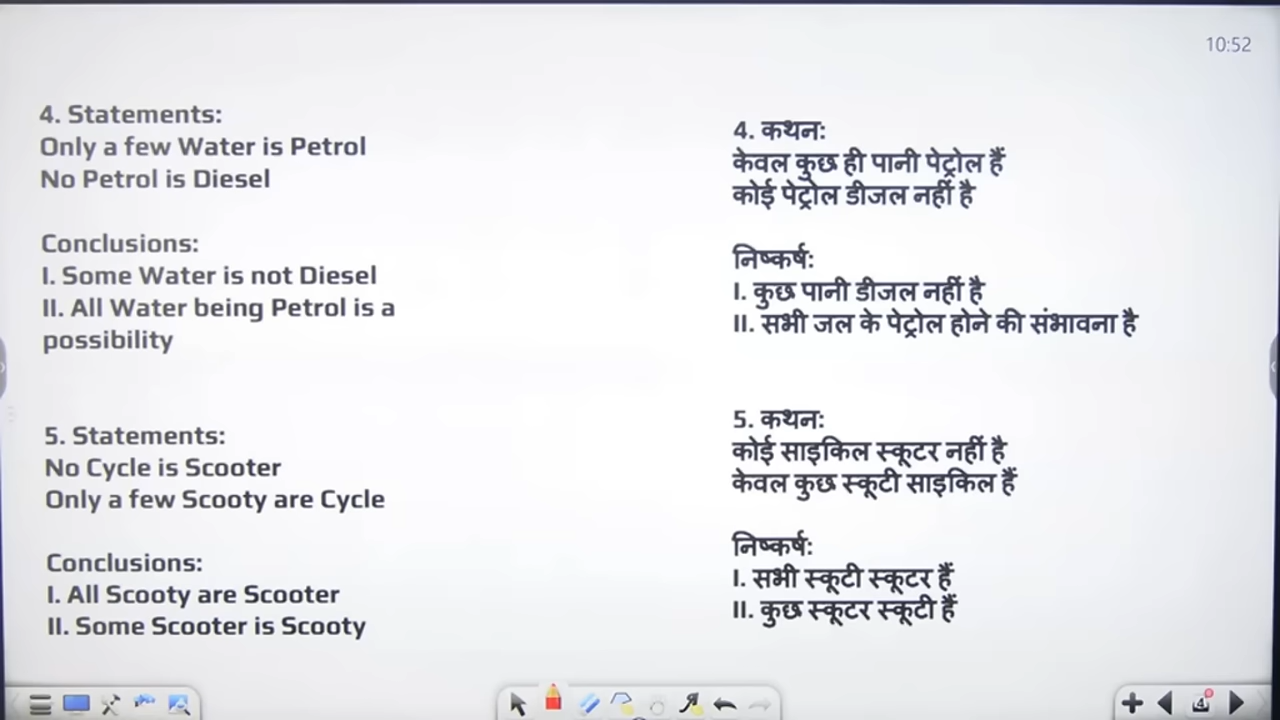 10:52
4. Statements:
Only a few Water is Petrol
No Petrol is Diesel
Conclusions:
I. Some Water is not Diesel
II. All Water being Petrol is a
possibility
5. Statements:
No Cycle is Scooter
Only a few Scooty are Cycle
Conclusions:
I. All Scooty are Scooter
II. Some Scooter is Scooty
4. कथन:
केवल कुछ ही पानी पेट्रोल हैं
कोई पेट्रोल डीजल नहीं है
निष्कर्ष:
I. कुछ पानी डीजल नहीं है
II. सभी जल के पेट्रोल होने की संभावना है
5. कथन:
कोई साइकिल स्कूटर नहीं है
केवल कुछ स्कूटी साइकिल हैं
निष्कर्ष:
I. सभी स्कूटी स्कूटर हैं
II. कुछ स्कूटर स्कूटी हैं
4